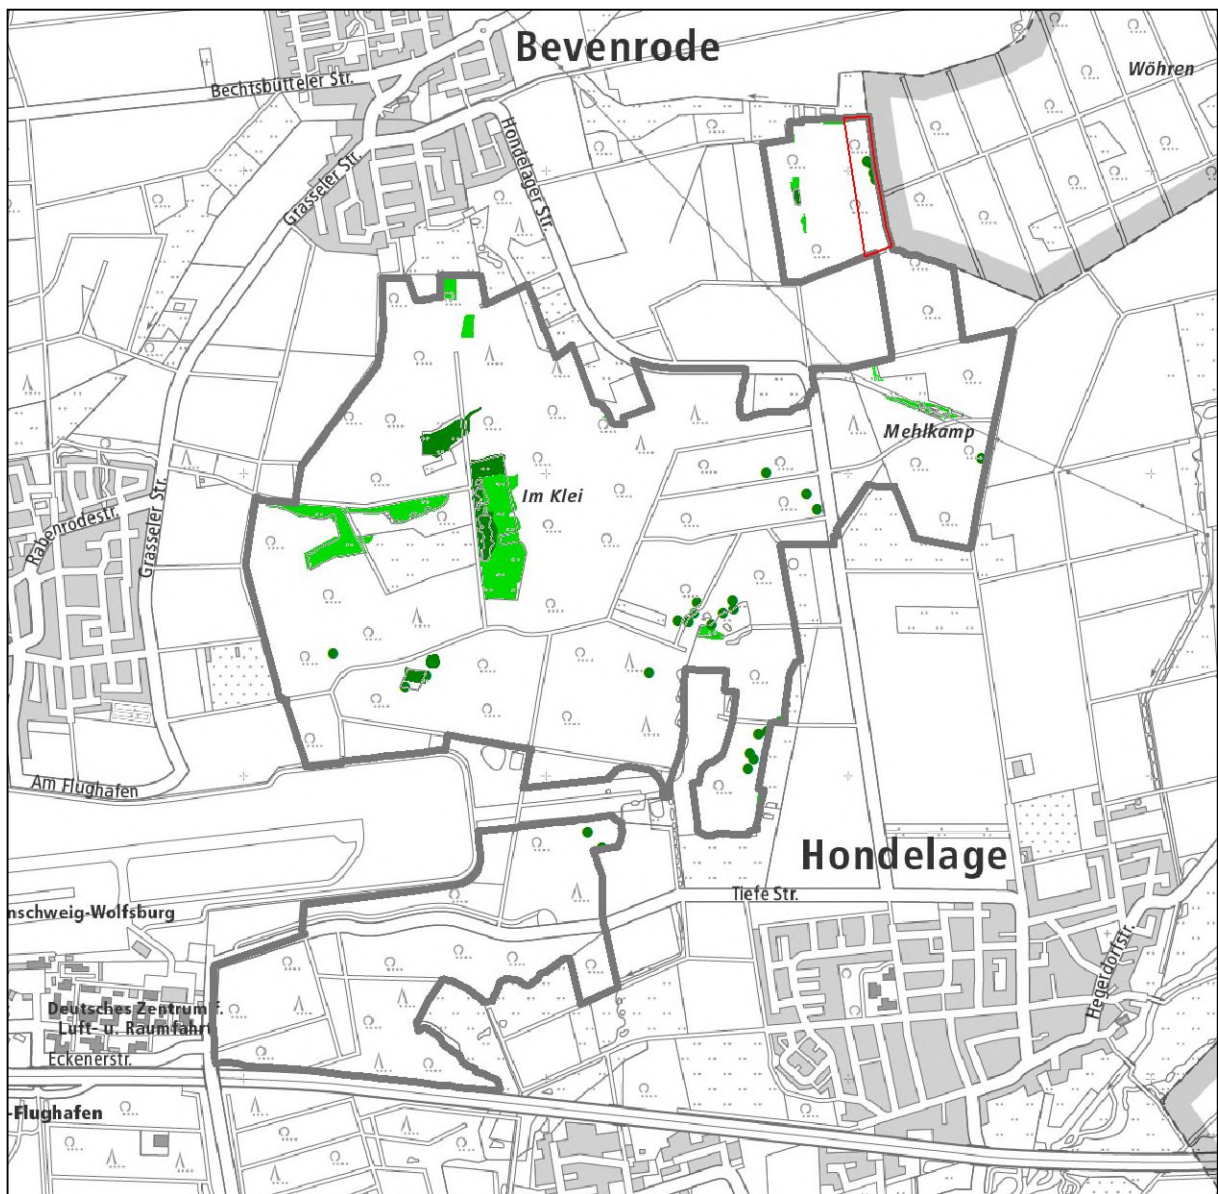 Bevenrode
Wöhren
Bechtsbütteler Str.
Hondelager Str.
Grasseler Str.
Mehlkamp
Im Klei
Rabenrodestr.
Grasseler Str.
Am Flughafen
Hondelage
Tiefe Str.
nschweig-Wolfsburg
Hegerdorfstr.
Deutsches Zentrum f.
Luft- u. Raumfahrt
Eckenerstr.
-Flughafen